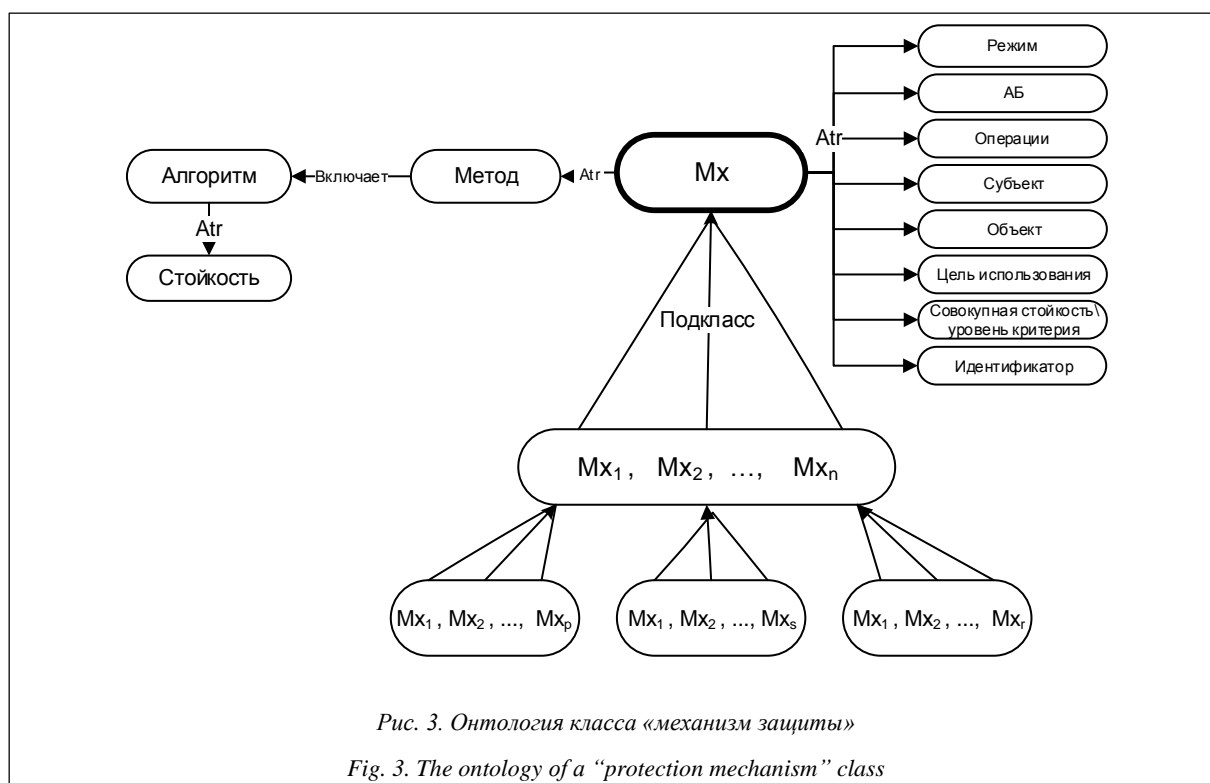 Режим
АБ
Atr
Операции
Алгоритм
Включает
Метод
Atr
Mx
Субъект
Atr
Объект
Стойкость
Цель использования
Совокупная стойкость\
уровень критерия
Подкласс
Идентификатор
Mx1 , Mx2 , ..., Mxn
Mx1 , Mx2 , ..., Mxp
Mx1 , Mx2 , ..., Mxs
Mx1 , Mx2 , ..., Mxr
Рис. 3. Онтология класса «механизм защиты»
Fig. 3. The ontology of a “protection mechanism” class